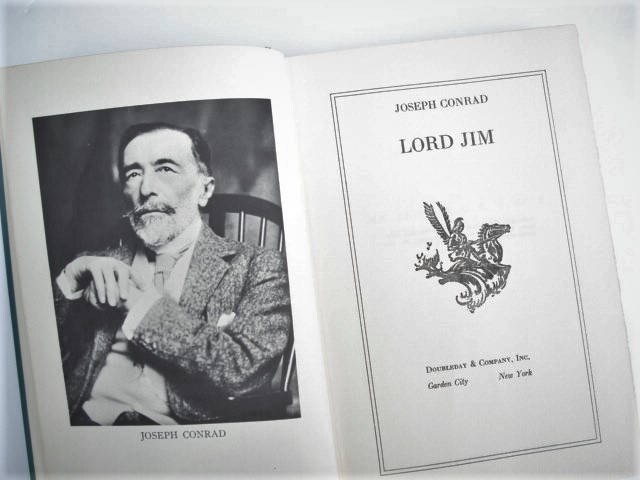 JOSEPH CONRAD
JOSEPH CONRAD
LORD JIM
DOUBLEDAY & COMPANY, INC.
Garden City New York